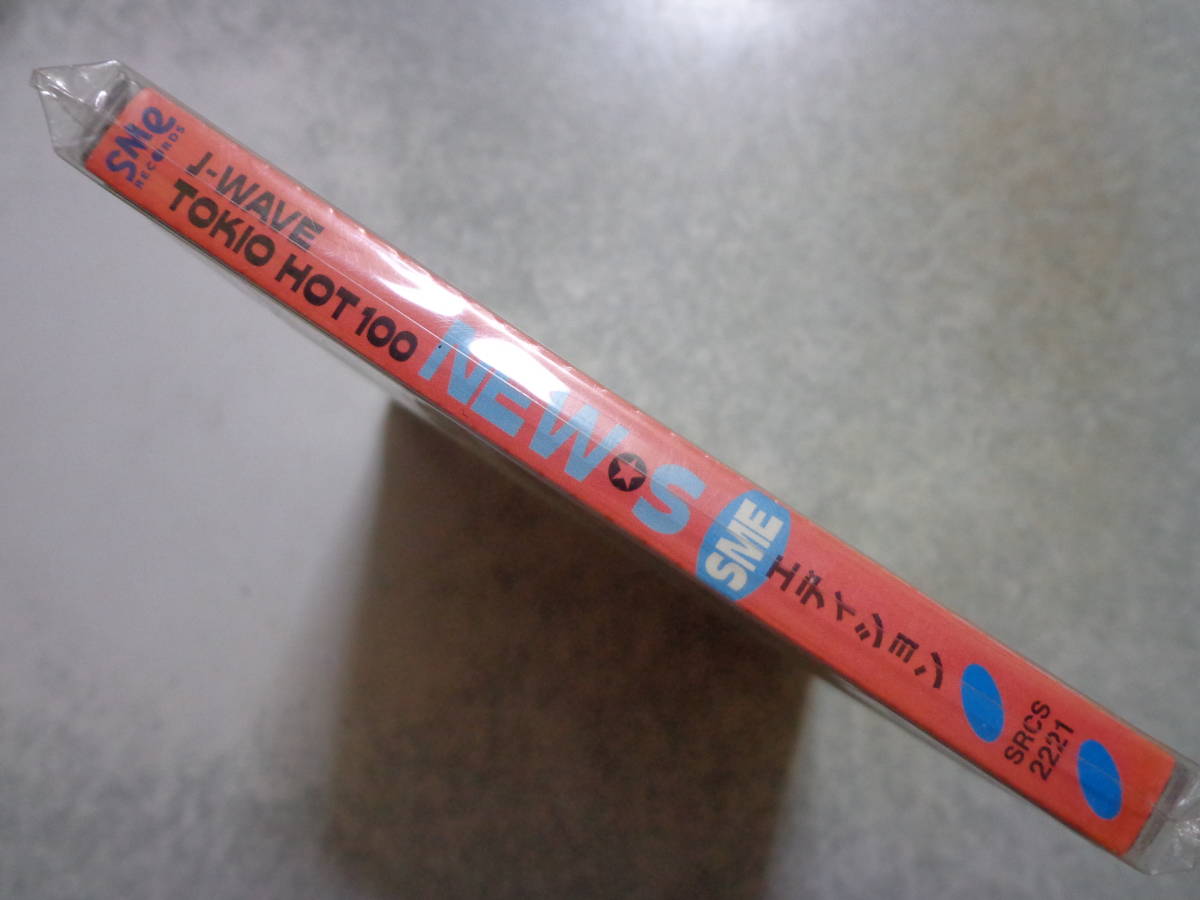 SMe
RECORDS
J-WAVE
TOKIO HOT 100
NEW★S
SME
エディション
SRCS
2221